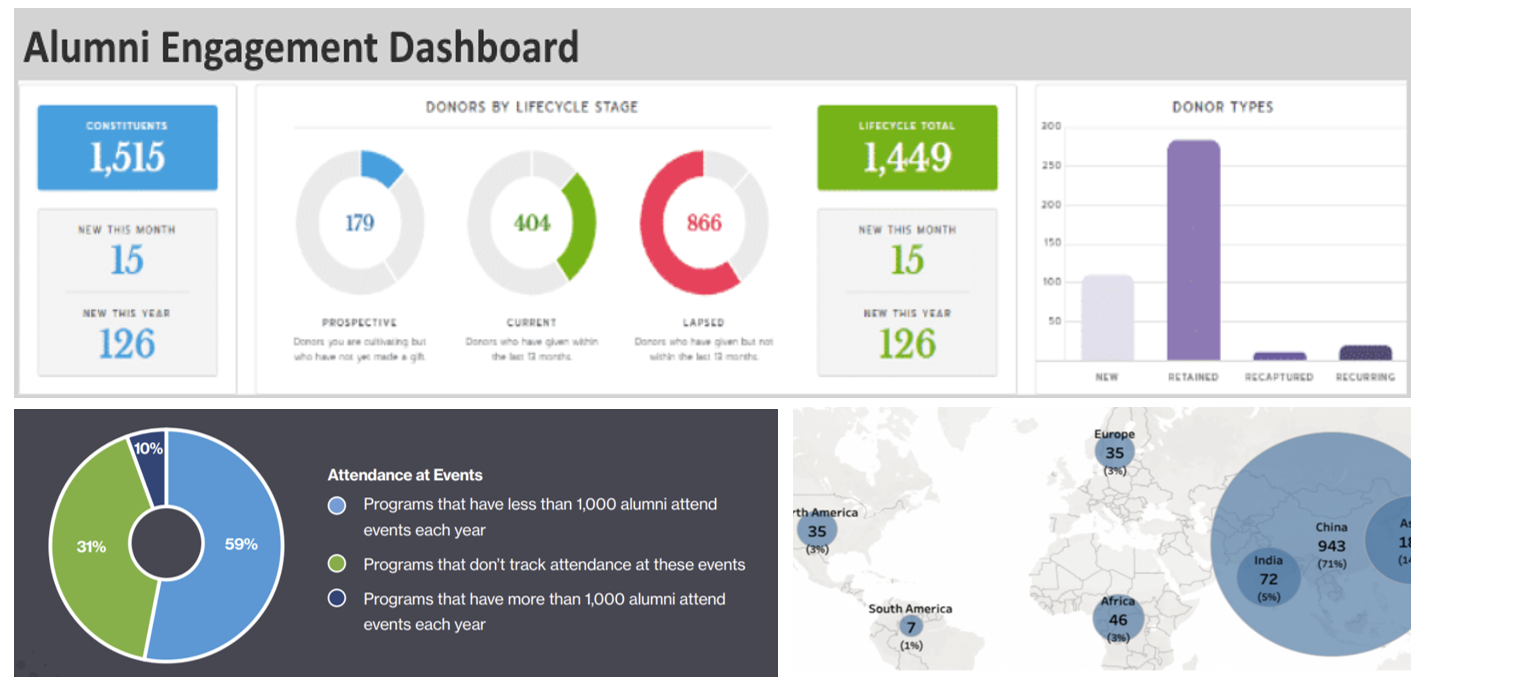 Alumni Engagement Dashboard
CONSTITUENTS
1,515
NEW THIS MONTH
15
NEW THIS YEAR
126
DONORS BY LIFECYCLE STAGE
179
PROSPECTIVE
Donors you are cultivating but
who have not yet made a gift.
404
CURRENT
Donors who have given within
the last 12 months.
866
LAPSED
Donors who have given but not
within the last 12 months.
LIFECYCLE TOTAL
1,449
NEW THIS MONTH
15
NEW THIS YEAR
126
DONOR TYPES
300
250
200
150
100
50
NEW
RETAINED
RECAPTURED
RECURRING
10%
31%
59%
Attendance at Events
Programs that have less than 1,000 alumni attend
events each year
Programs that don't track attendance at these events
Programs that have more than 1,000 alumni attend
events each year
Europe
35
(3%)
rth America
35
(3%)
South America
7
(1%)
Africa
46
(3%)
India
72
(5%)
China
943
(71%)